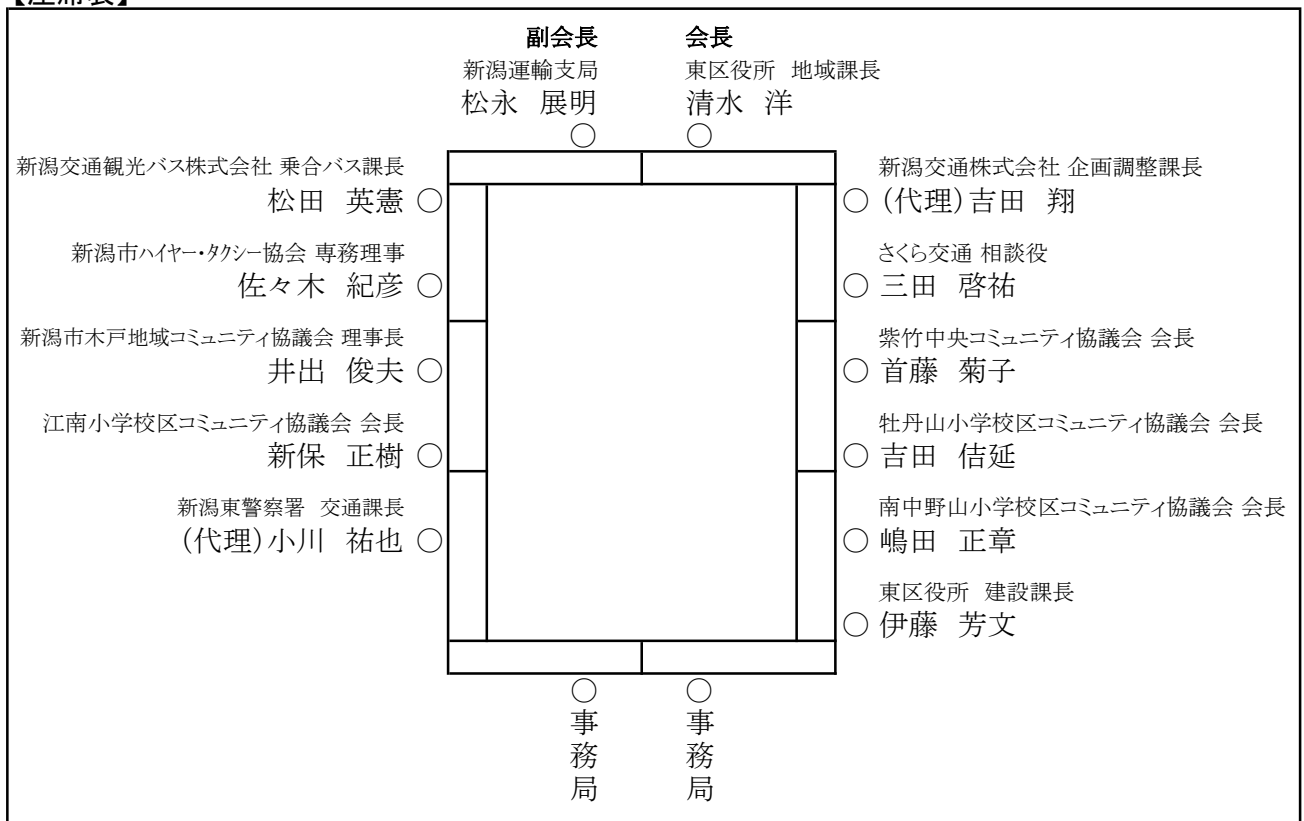 【座席表】
副会長
新潟運輸支局
松永 展明
会長
東区役所 地域課長
清水 洋
新潟交通観光バス株式会社 乗合バス課長
松田 英憲
新潟市ハイヤー・タクシー協会 専務理事
佐々木 紀彦
新潟市木戸地域コミュニティ協議会 理事長
井出 俊夫
江南小学校区コミュニティ協議会 会長
新保 正樹
新潟東警察署 交通課長
(代理)小川 祐也
新潟交通株式会社 企画調整課長
(代理)吉田 翔
さくら交通 相談役
三田 啓祐
紫竹中央コミュニティ協議会 会長
首藤 菊子
牡丹山小学校区コミュニティ協議会 会長
吉田 佶延
南中野山小学校区コミュニティ協議会 会長
嶋田 正章
東区役所 建設課長
伊藤 芳文
事務局
事務局